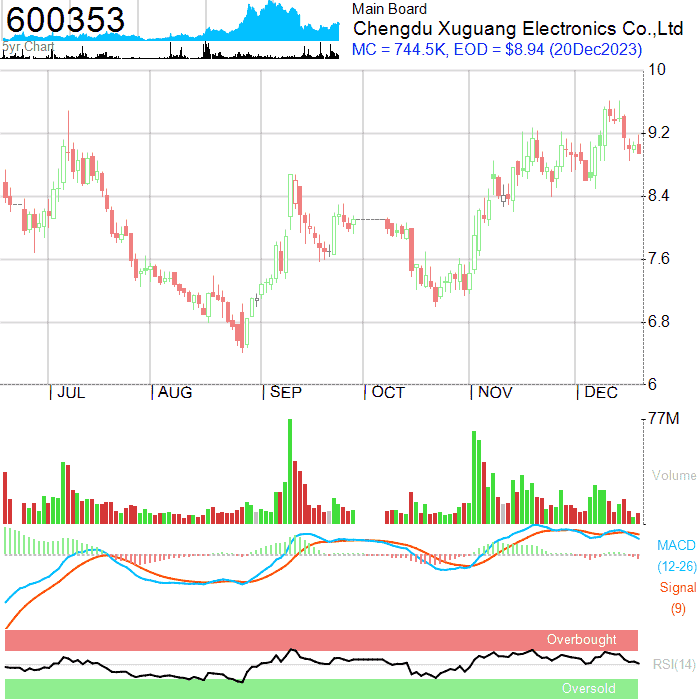 600353
5yr Chart
Main Board
Chengdu Xuguang Electronics Co.,Ltd
MC = 744.5K, EOD = $8.94 (20Dec2023)
10
9.2
8.4
7.6
6.8
6
JUL
AUG
SEP
OCT
NOV
DEC
77M
Volume
MACD
(12-26)
Signal
(9)
Overbought
RSI(14)
Oversold